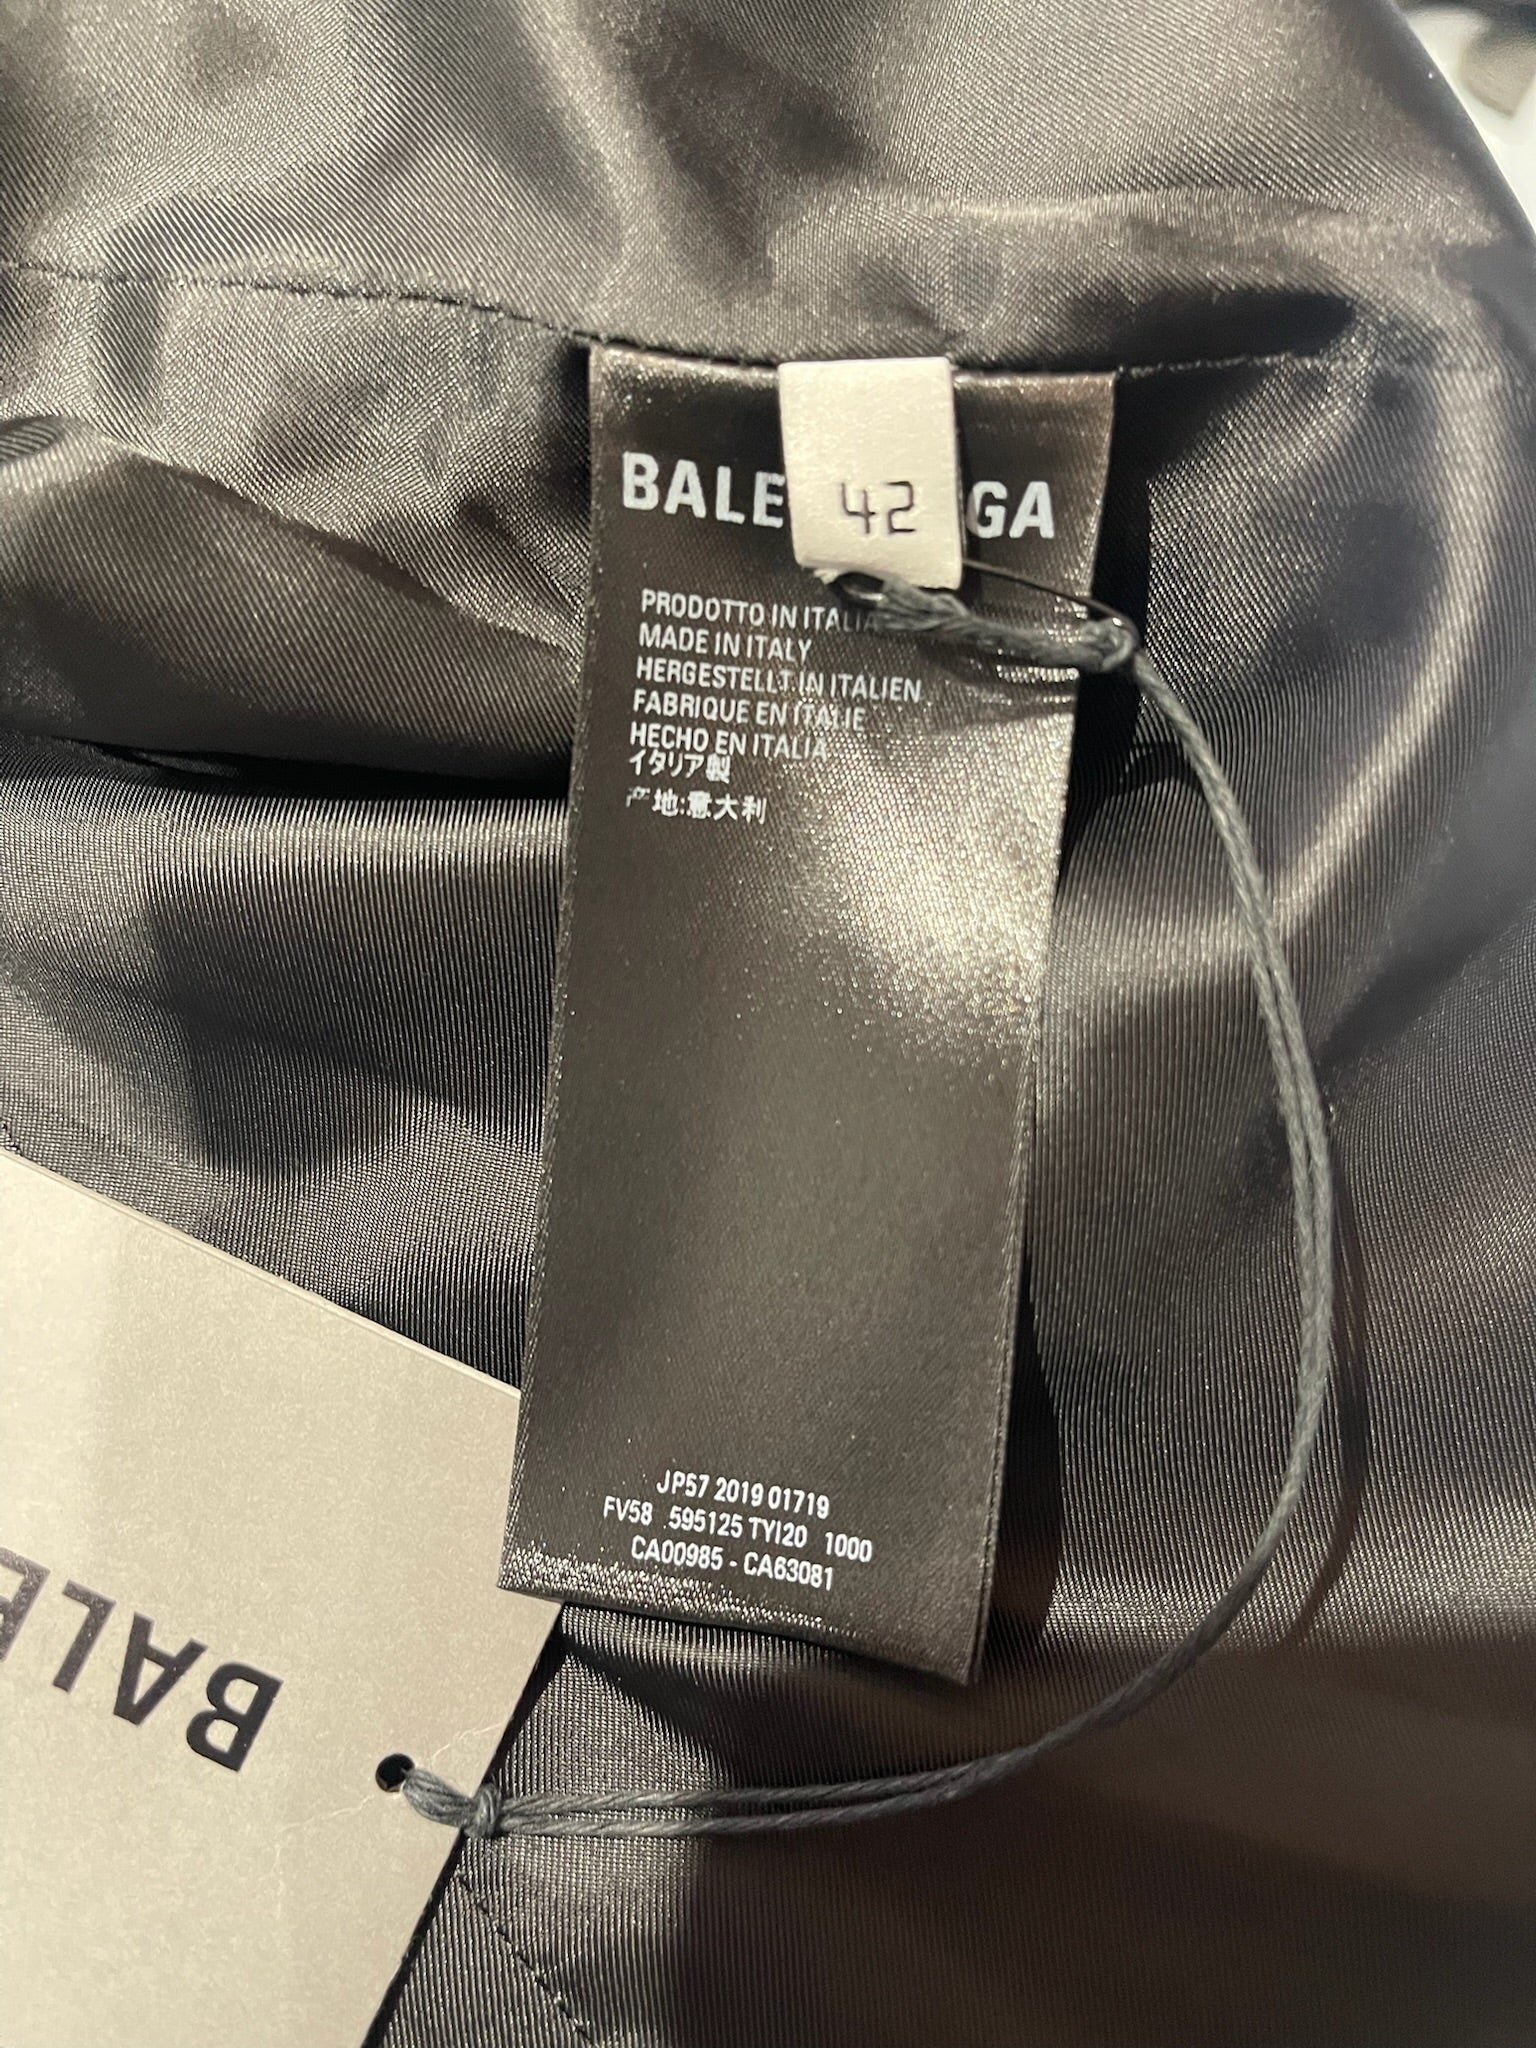 BALE GA
42
PRODOTTO IN ITALIA
MADE IN ITALY
HERGESTELLT IN ITALIEN
FABRIQUE EN ITALIE
HECHO EN ITALIA
イタリア製
产地:意大利
JP57 2019 01719
FV58 595125 TYI20 1000
CA00985 - CA63081
BALE